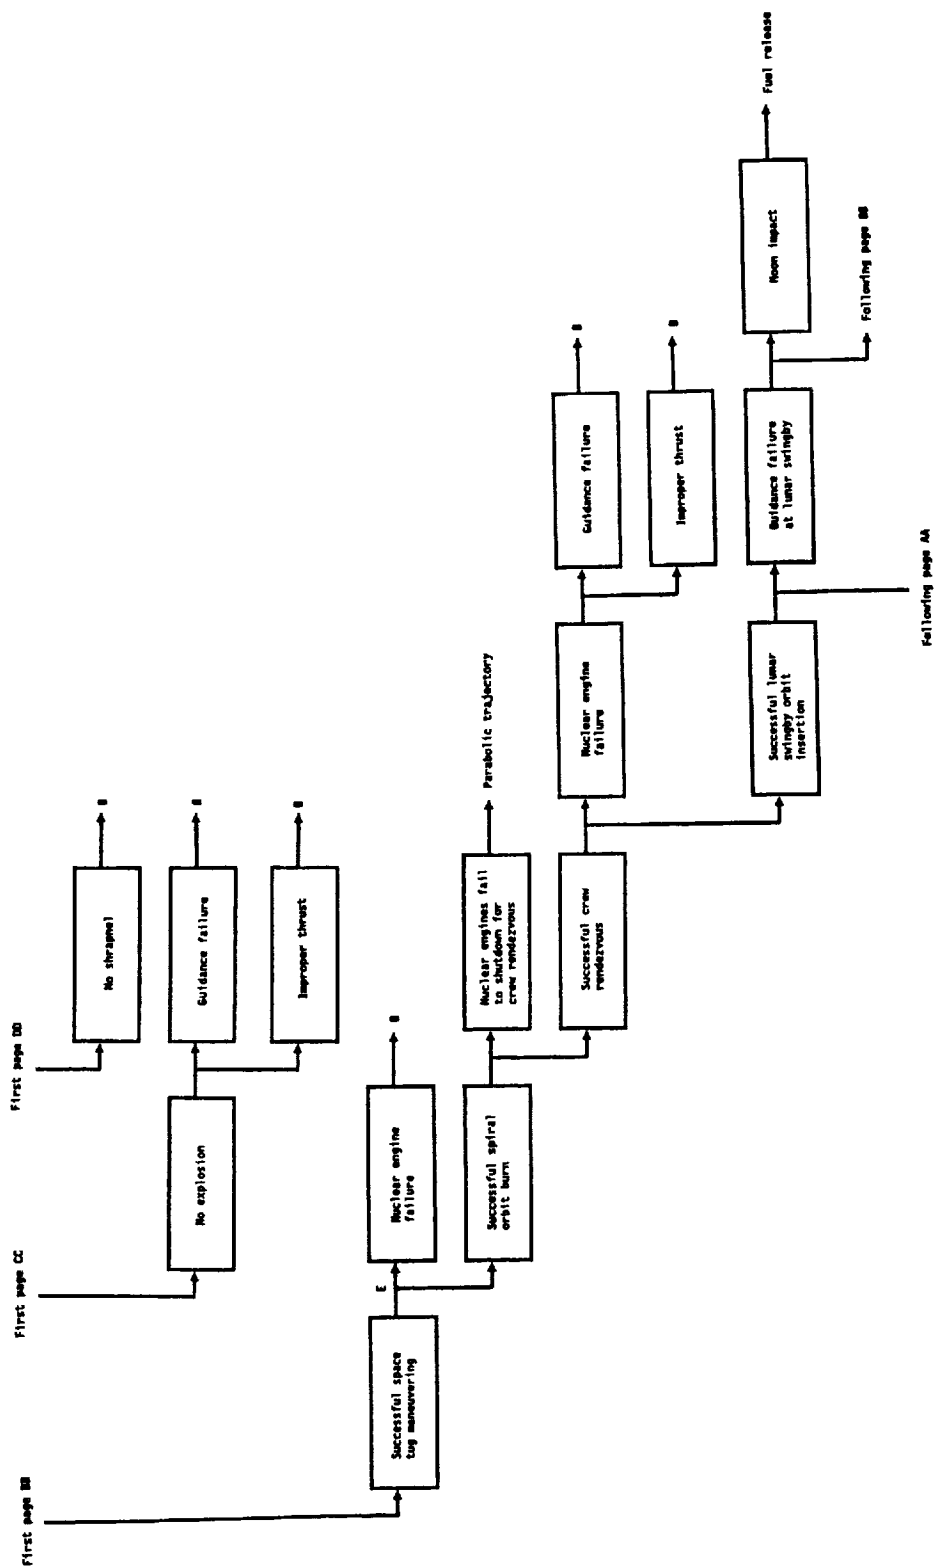 First page BB
First page CC
First page DD
No shrapnel
No explosion
Guidance failure
Improper thrust
E
Successful space
tug maneuvering
Nuclear engine
failure
Successful spiral
orbit burn
Nuclear engines fail
to shutdown for
crew rendezvous
Parabolic trajectory
Successful crew
rendezvous
Nuclear engine
failure
Guidance failure
Improper thrust
Successful lunar
swingby orbit
insertion
Guidance failure
at lunar swingby
Moon impact
Fuel release
Following page BB
Following page AA